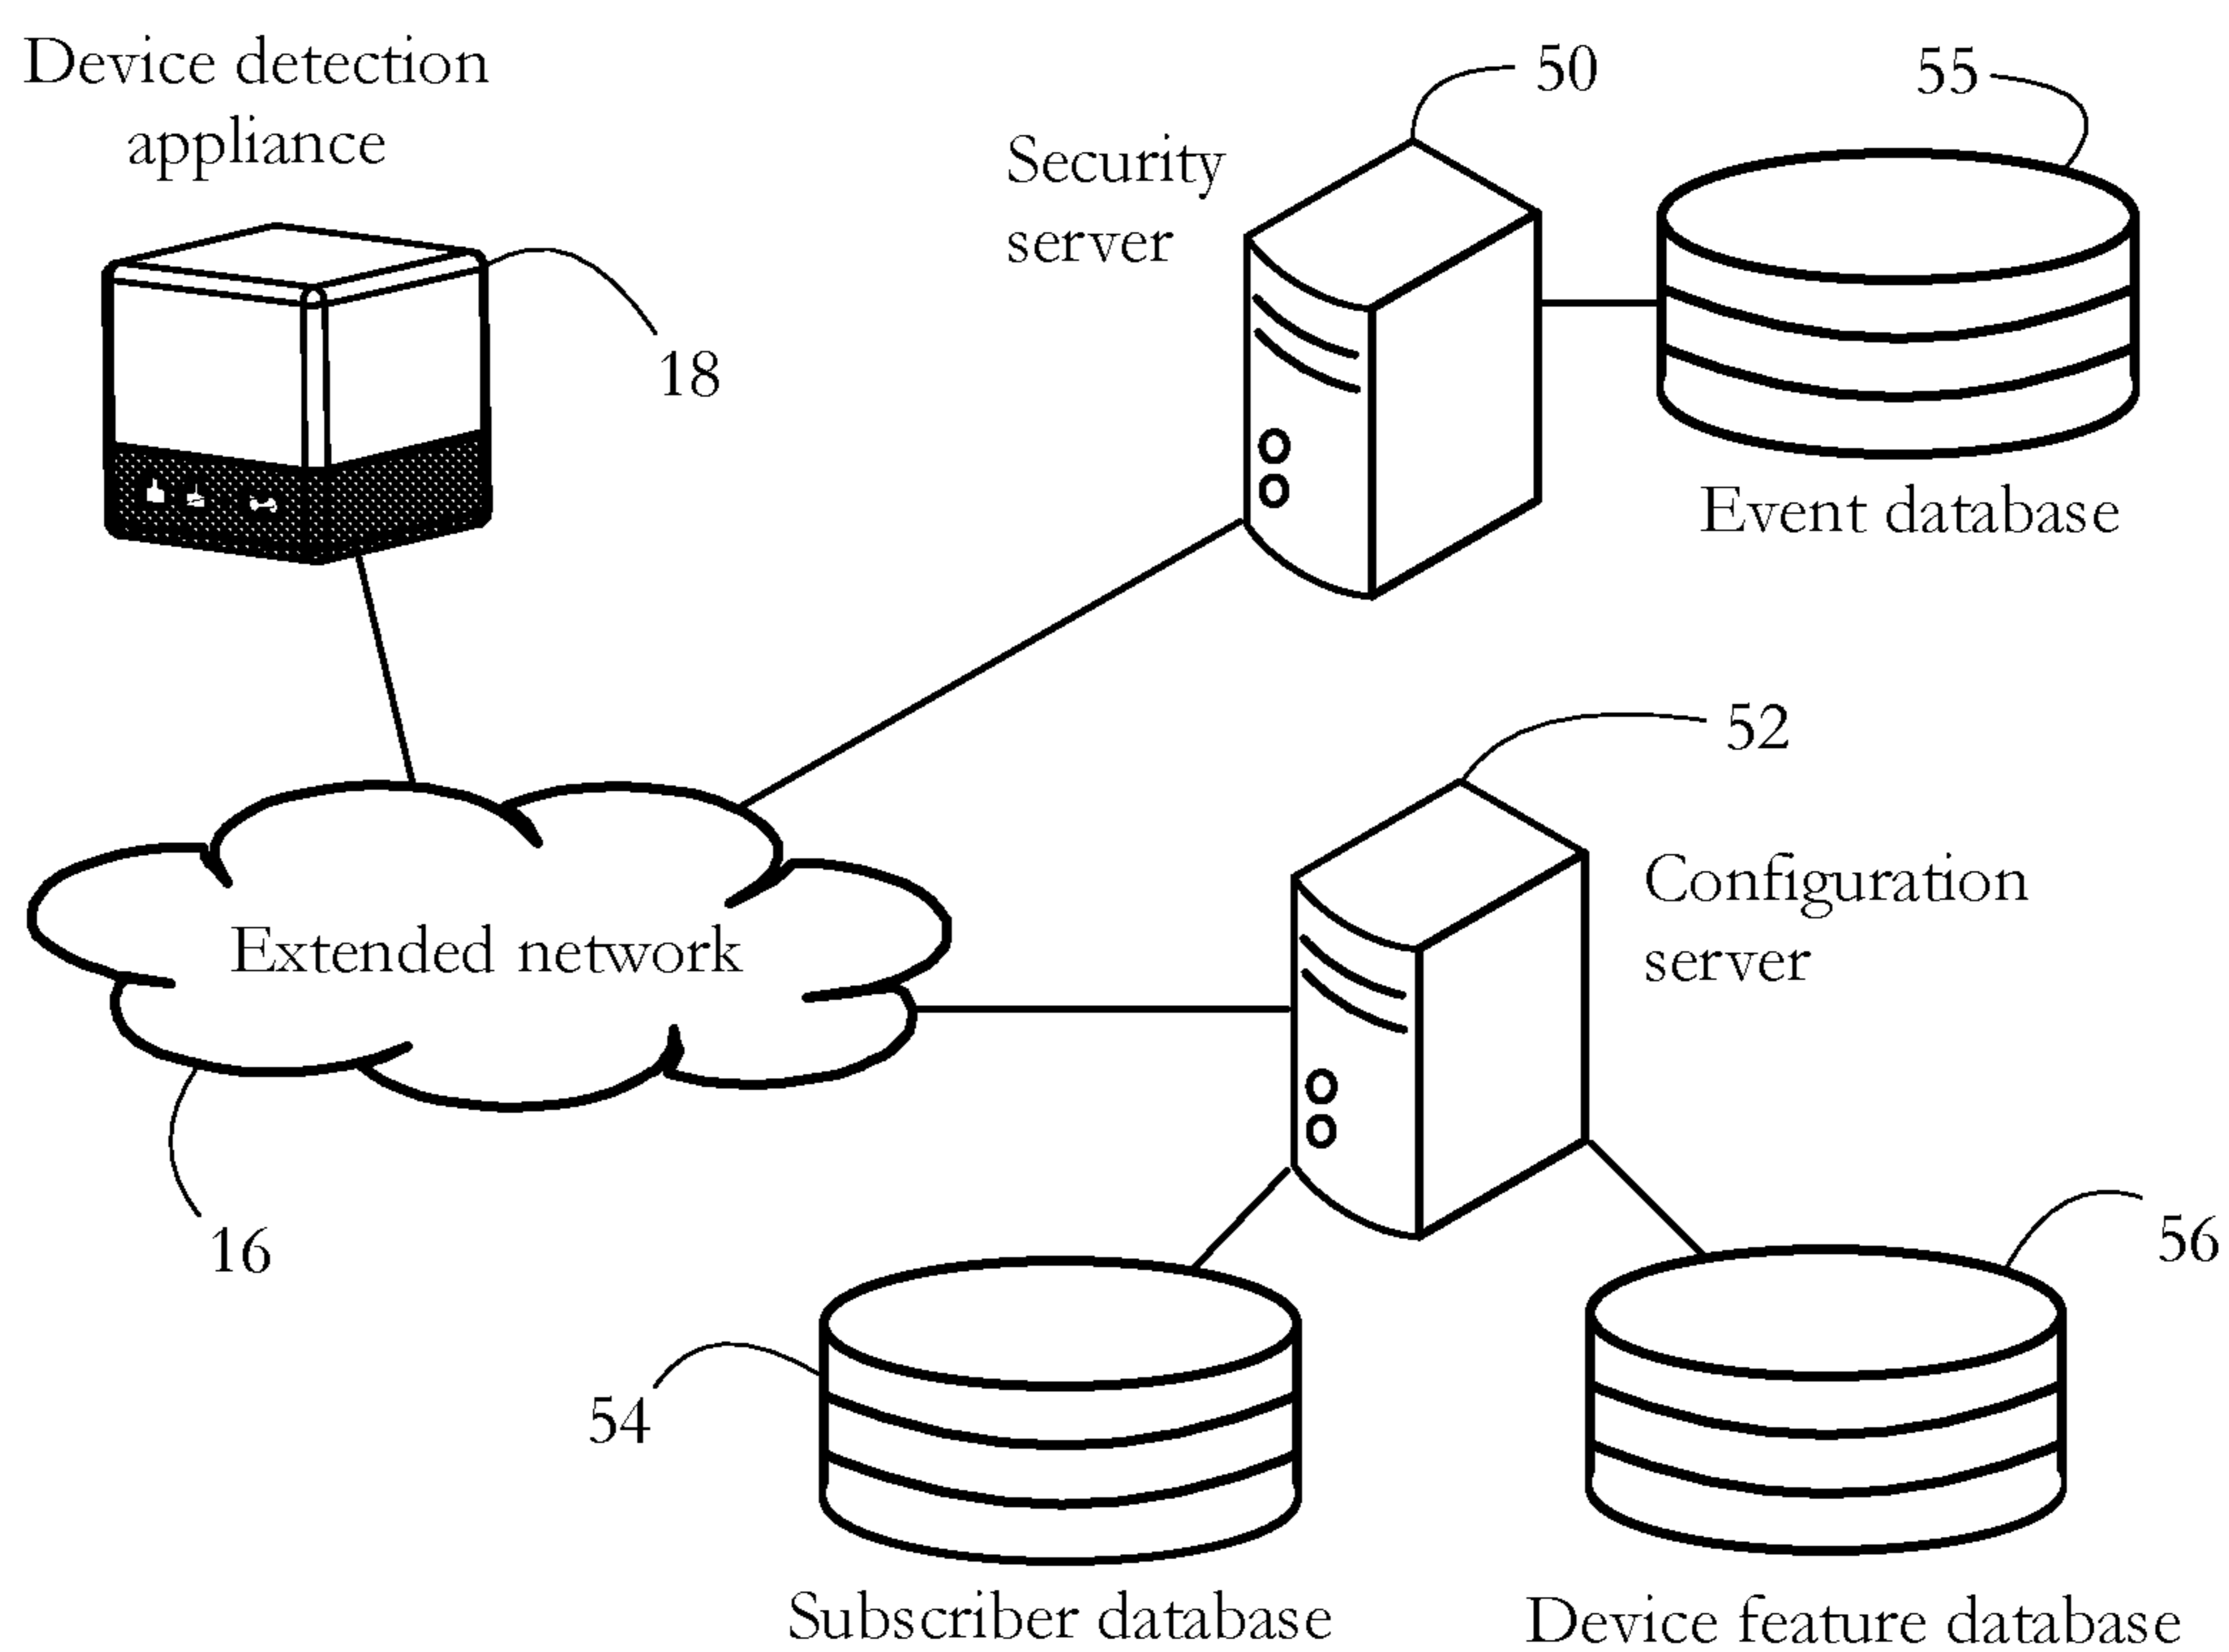 Device detection
appliance
18
Security
server
50
55
Event database
52
Configuration
server
Extended network
16
54
56
Subscriber database
Device feature database